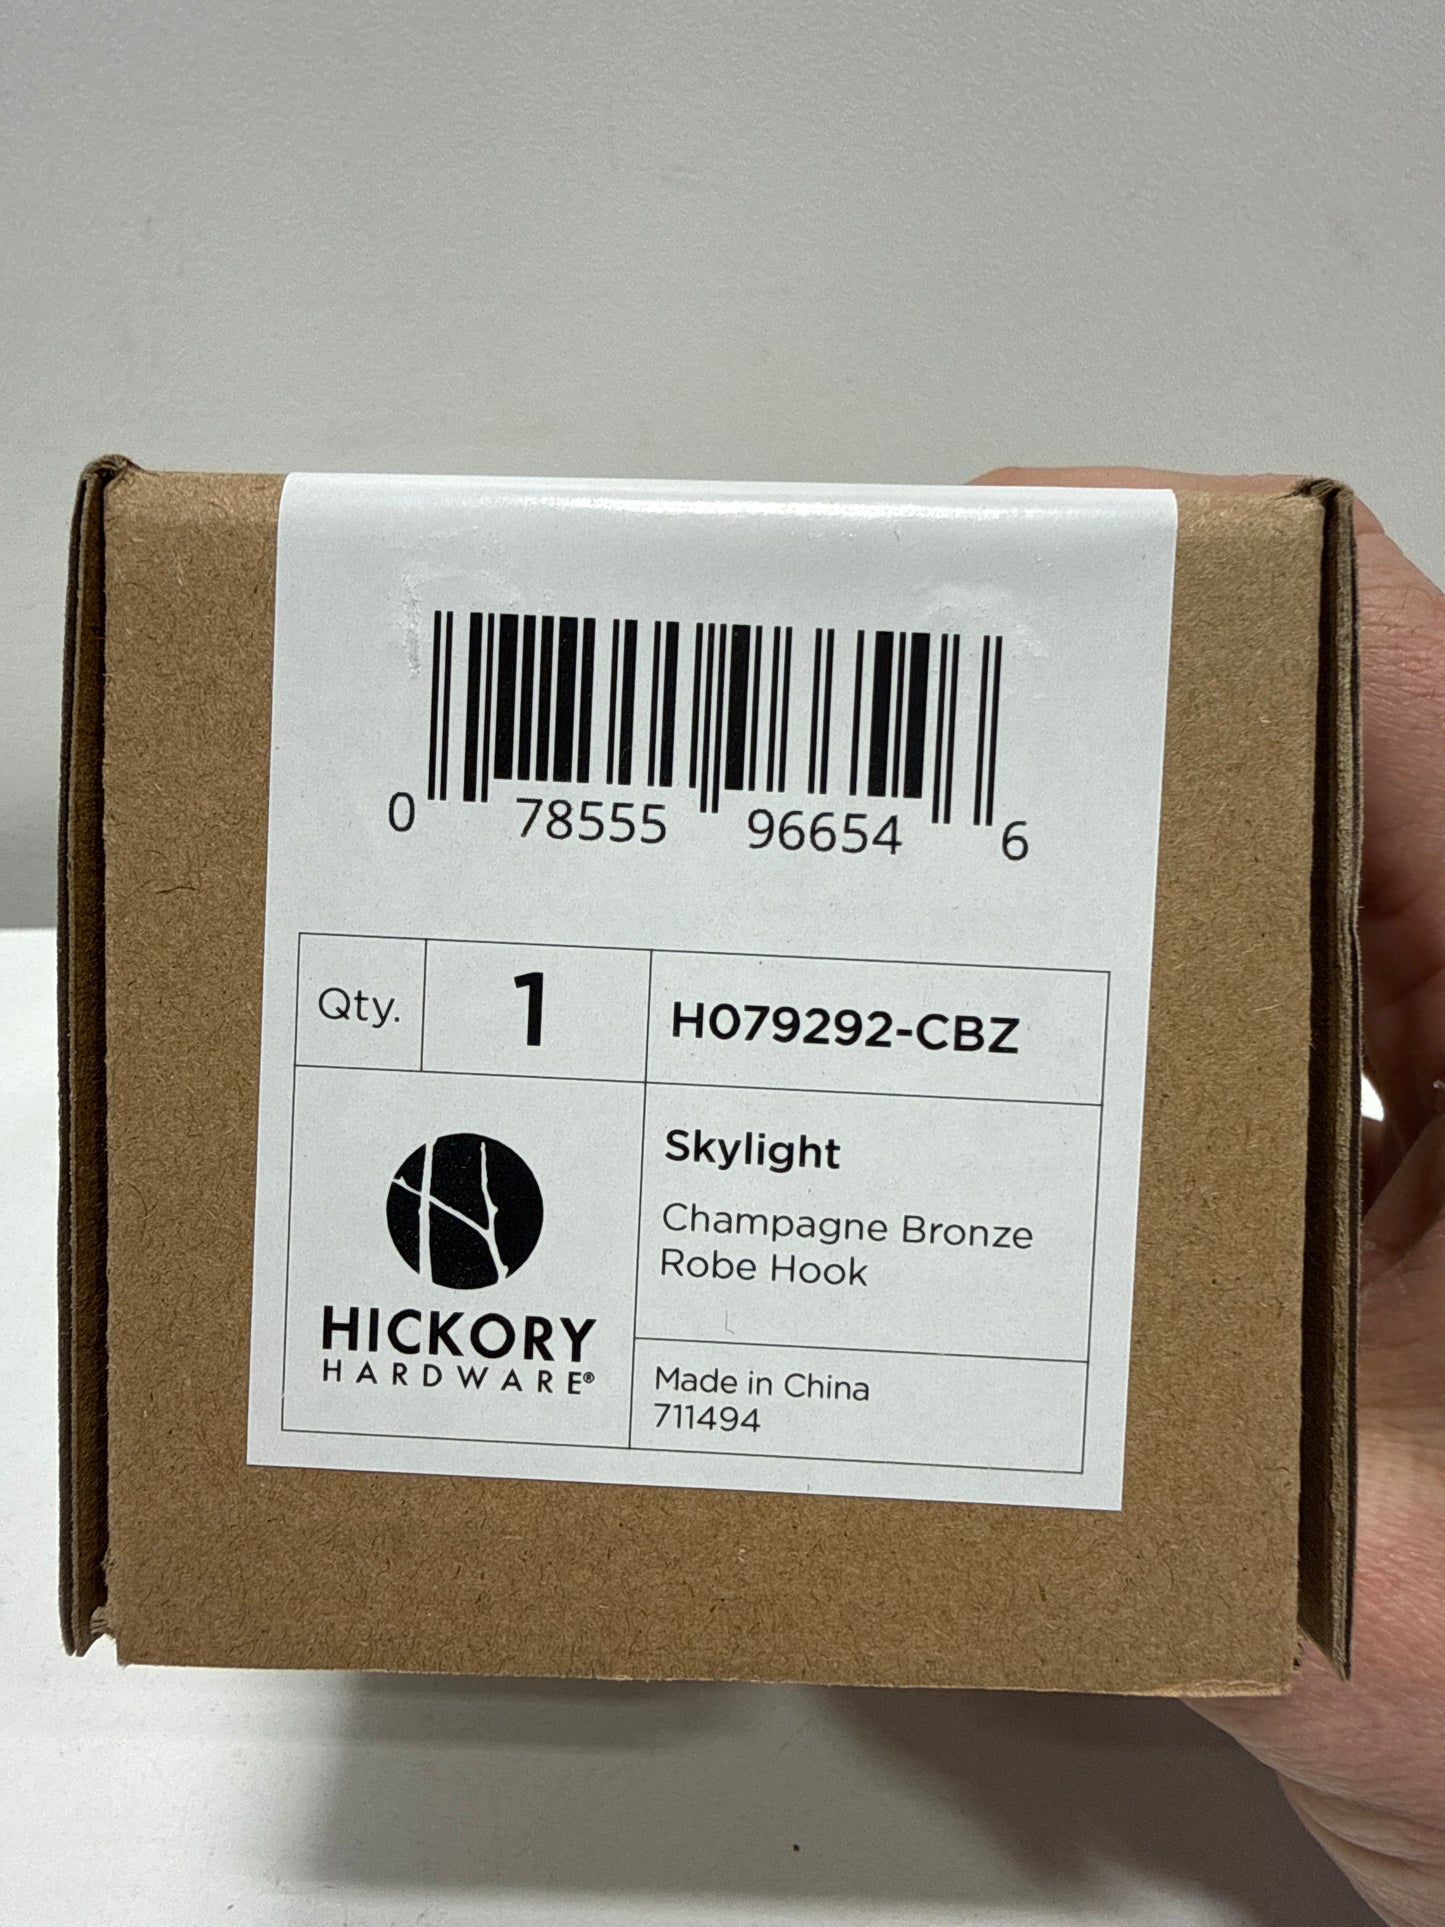 0 78555 96654 6
Qty. 1 H079292-CBZ
Skylight
Champagne Bronze
Robe Hook
HICKORY
HARDWARE®
Made in China
711494